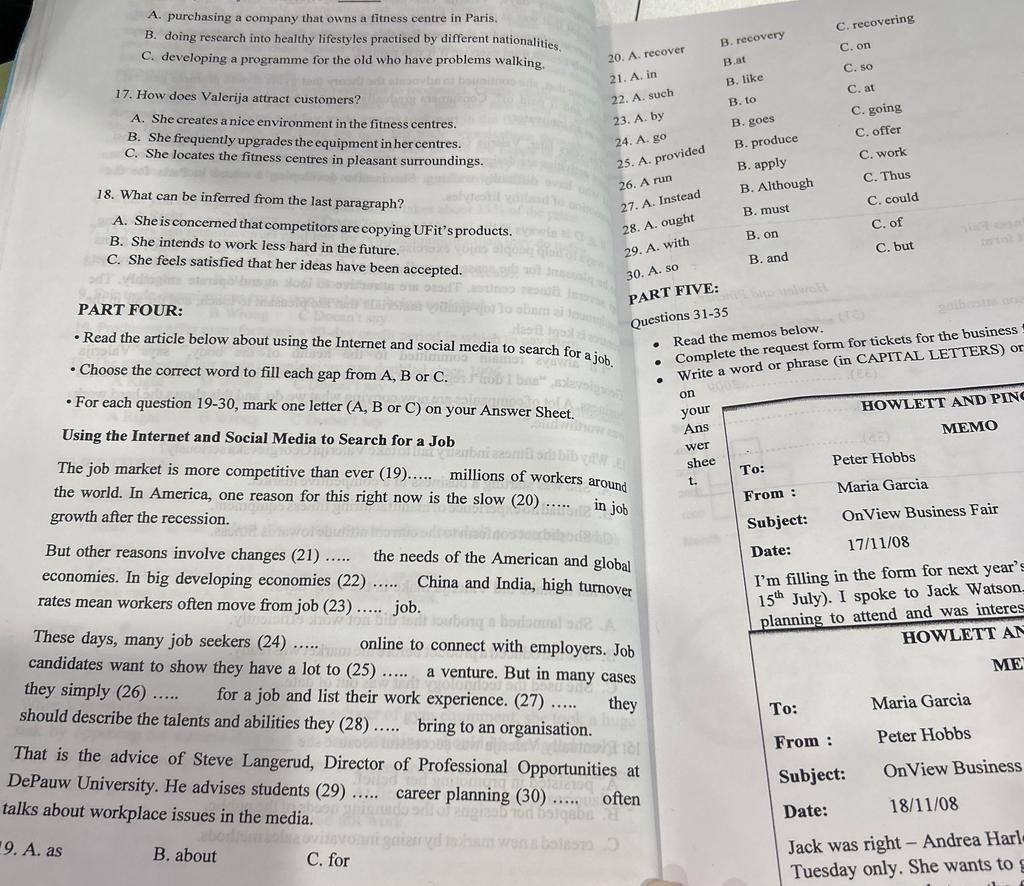 A. purchasing a company that owns a fitness centre in Paris.
B. doing research into healthy lifestyles practised by different nationalities.
C. developing a programme for the old who have problems walking.
17. How does Valerija attract customers?
A. She creates a nice environment in the fitness centres.
B. She frequently upgrades the equipment in her centres.
C. She locates the fitness centres in pleasant surroundings.
18. What can be inferred from the last paragraph?
A. She is concerned that competitors are copying UFit's products.
B. She intends to work less hard in the future.
C. She feels satisfied that her ideas have been accepted.
PART FOUR:
• Read the article below about using the Internet and social media to search for a job.
• Choose the correct word to fill each gap from A, B or C.
• For each question 19-30, mark one letter (A, B or C) on your Answer Sheet.
Using the Internet and Social Media to Search for a Job
The job market is more competitive than ever (19)..... millions of workers around
the world. In America, one reason for this right now is the slow (20) ..... in job
growth after the recession.
But other reasons involve changes (21) ..... the needs of the American and global
economies. In big developing economies (22) ..... China and India, high turnover
rates mean workers often move from job (23) ..... job.
These days, many job seekers (24) ..... online to connect with employers. Job
candidates want to show they have a lot to (25) ..... a venture. But in many cases
they simply (26) ..... for a job and list their work experience. (27) ..... they
should describe the talents and abilities they (28) ..... bring to an organisation.
That is the advice of Steve Langerud, Director of Professional Opportunities at
DePauw University. He advises students (29) ..... career planning (30) ..... often
talks about workplace issues in the media.
19. A. as B. about C. for
20. A. recover B. recovery C. recovering
21. A. in B.at C. on
22. A. such B. like C. so
23. A. by B. to C. at
24. A. go B. goes C. going
25. A. provided B. produce C. offer
26. A run B. apply C. work
27. A. Instead B. Although C. Thus
28. A. ought B. must C. could
29. A. with B. on C. of
30. A. so B. and C. but
PART FIVE:
Questions 31-35
• Read the memos below.
• Complete the request form for tickets for the business
• Write a word or phrase (in CAPITAL LETTERS) or
on
your
Ans
wer
shee
t.
HOWLETT AND PINC
MEMO
To: Peter Hobbs
From : Maria Garcia
Subject: OnView Business Fair
Date: 17/11/08
I'm filling in the form for next year's
15th July). I spoke to Jack Watson,
planning to attend and was interes
HOWLETT AN
ME
To: Maria Garcia
From : Peter Hobbs
Subject: OnView Business
Date: 18/11/08
Jack was right – Andrea Harl
Tuesday only. She wants to